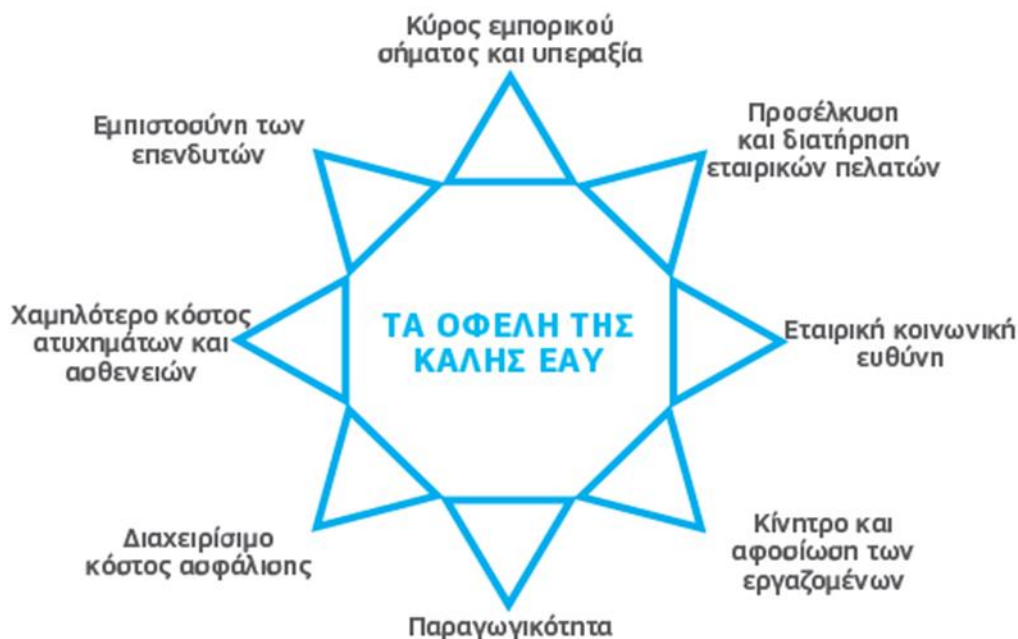 Κύρος εμπορικού
σήματος και υπεραξία
Προσέλκυση
και διατήρηση
εταιρικών πελατών
Εταιρική κοινωνική
ευθύνη
Κίνητρο και
αφοσίωση των
εργαζομένων
Παραγωγικότητα
Διαχειρίσιμο
κόστος ασφάλισης
Χαμηλότερο κόστος
ατυχημάτων και
ασθενειών
Εμπιστοσύνη των
επενδυτών
ΤΑ ΟΦΕΛΗ ΤΗΣ
ΚΑΛΗΣ ΕΑΥ